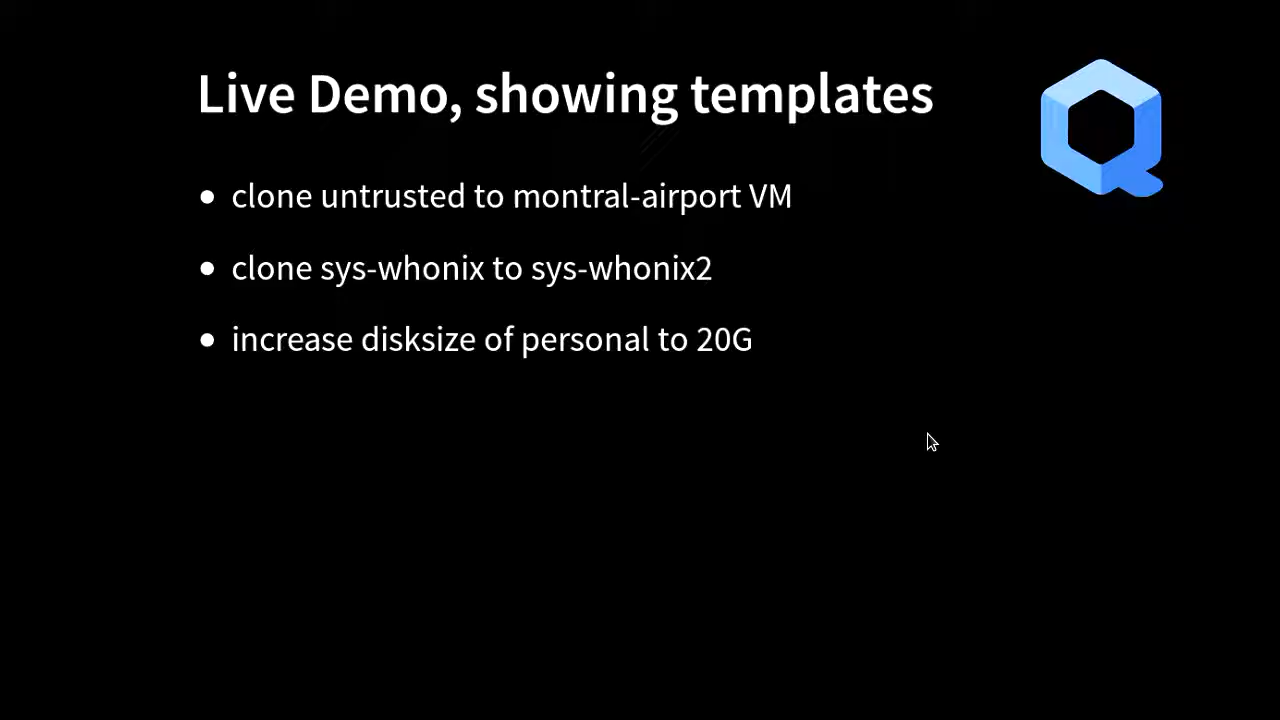 Live Demo, showing templates
clone untrusted to montral-airport VM
clone sys-whonix to sys-whonix2
increase disksize of personal to 20G